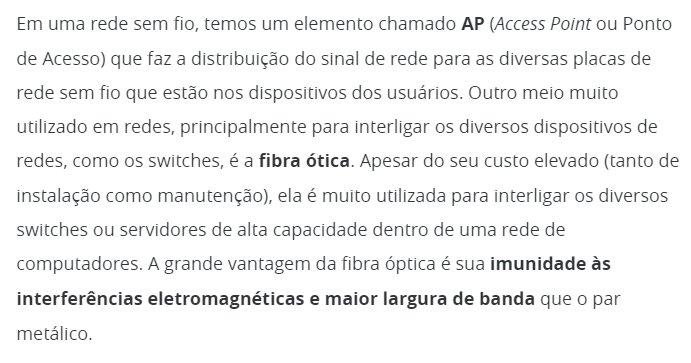 Em uma rede sem fio, temos um elemento chamado AP (Access Point ou Ponto
de Acesso) que faz a distribuição do sinal de rede para as diversas placas de
rede sem fio que estão nos dispositivos dos usuários. Outro meio muito
utilizado em redes, principalmente para interligar os diversos dispositivos de
redes, como os switches, é a fibra ótica. Apesar do seu custo elevado (tanto de
instalação como manutenção), ela é muito utilizada para interligar os diversos
switches ou servidores de alta capacidade dentro de uma rede de
computadores. A grande vantagem da fibra óptica é sua imunidade às
interferências eletromagnéticas e maior largura de banda que o par
metálico.